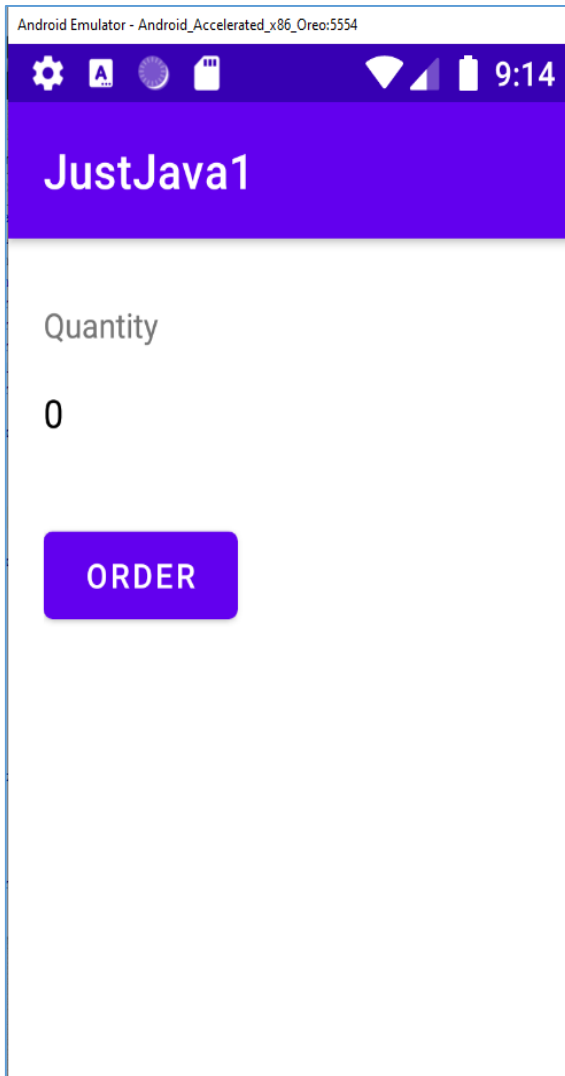 Android Emulator - Android_Accelerated_x86_Oreo:5554
9:14
JustJava1
Quantity
0
ORDER